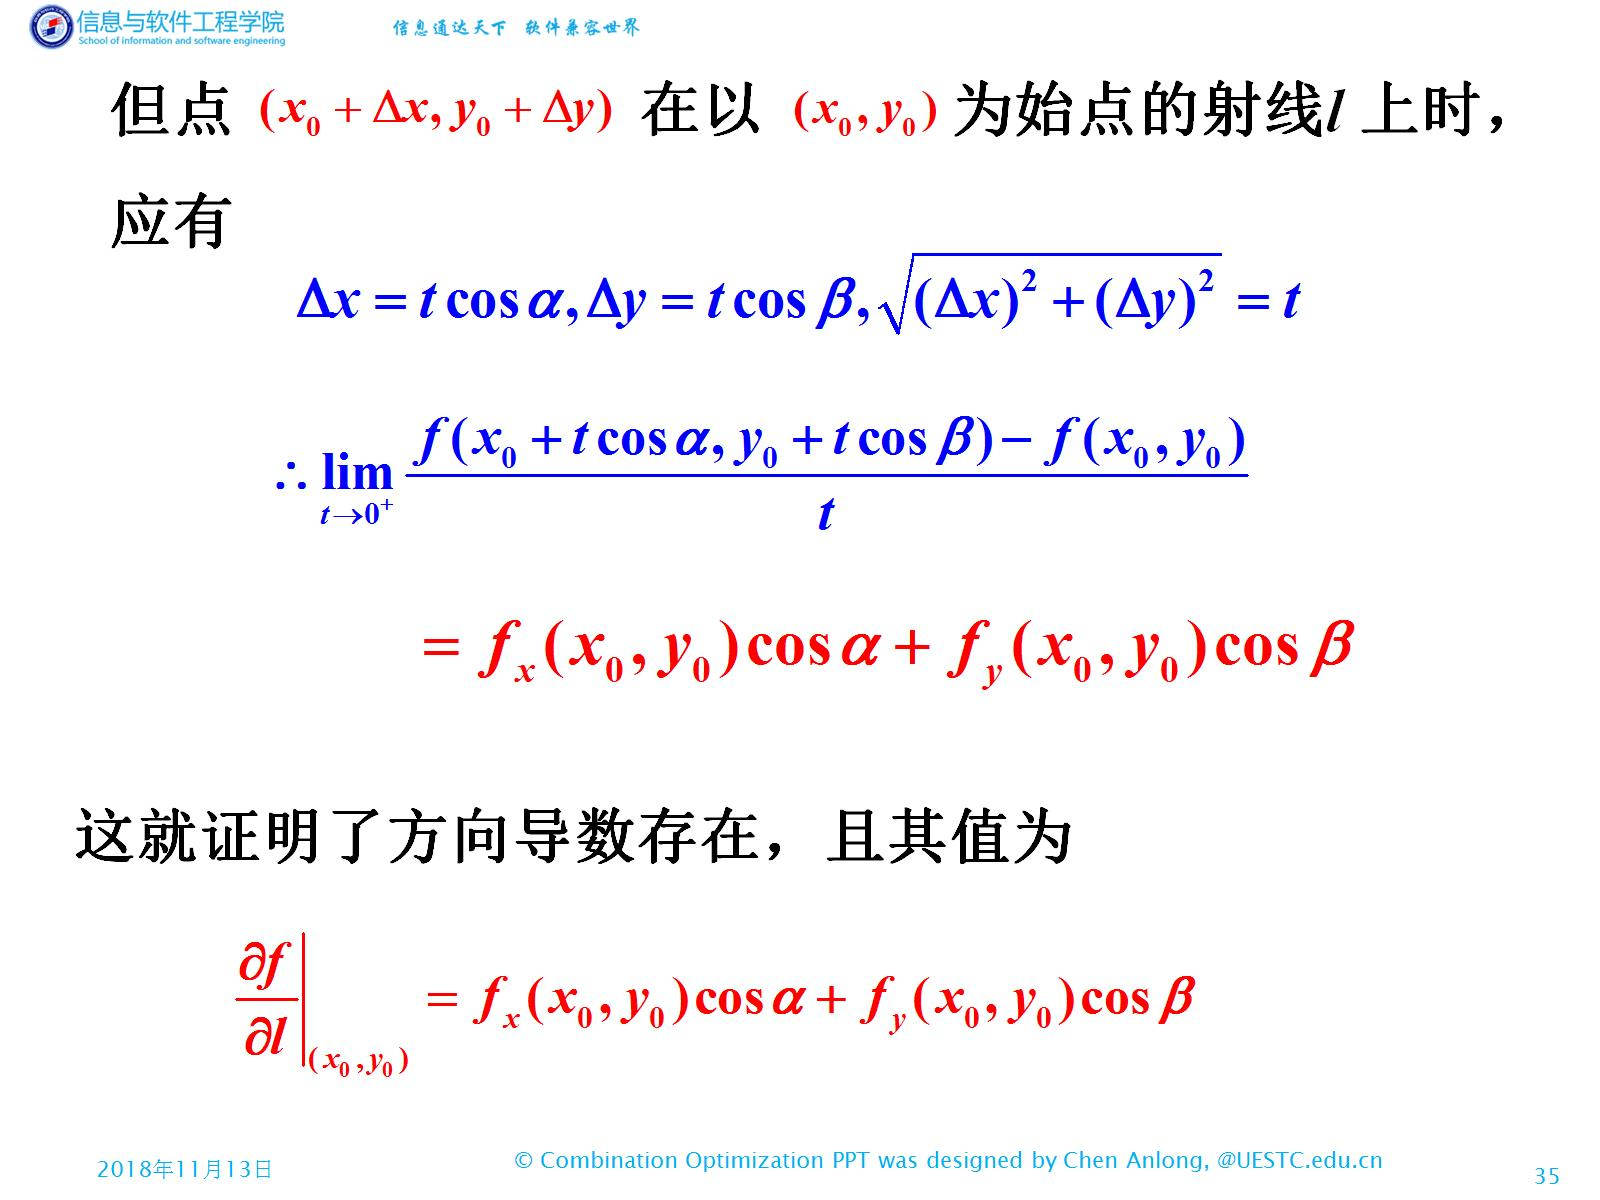 信息与软件工程学院
School of information and software engineering
信息通达天下 软件兼容世界
但点 (x₀ + Δx, y₀ + Δy) 在以 (x₀, y₀) 为始点的射线l 上时，
应有
Δx = t cos α, Δy = t cos β, √((Δx)² + (Δy)²) = t
∴ lim_{t→0⁺} (f(x₀ + t cos α, y₀ + t cos β) − f(x₀, y₀)) / t
= f_x(x₀, y₀)cos α + f_y(x₀, y₀)cos β
这就证明了方向导数存在，且其值为
∂f/∂l |_(x₀, y₀) = f_x(x₀, y₀)cos α + f_y(x₀, y₀)cos β
2018年11月13日
© Combination Optimization PPT was designed by Chen Anlong, @UESTC.edu.cn
35